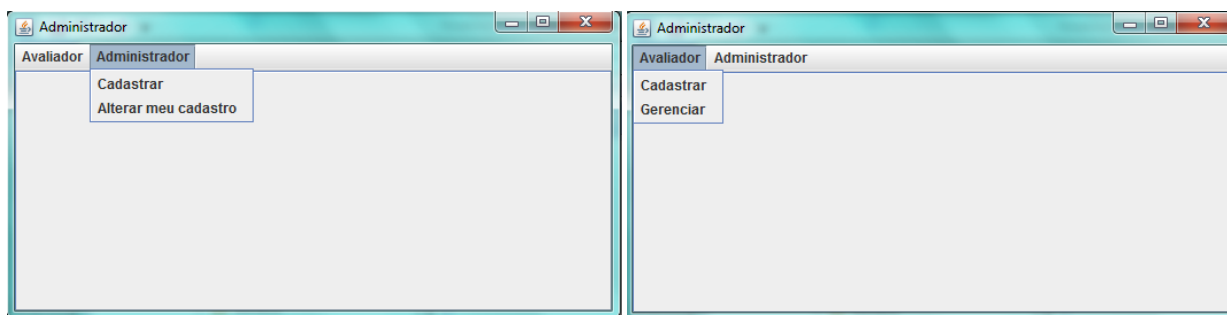 Administrador
Avaliador Administrador
Cadastrar
Alterar meu cadastro
Administrador
Avaliador Administrador
Cadastrar
Gerenciar